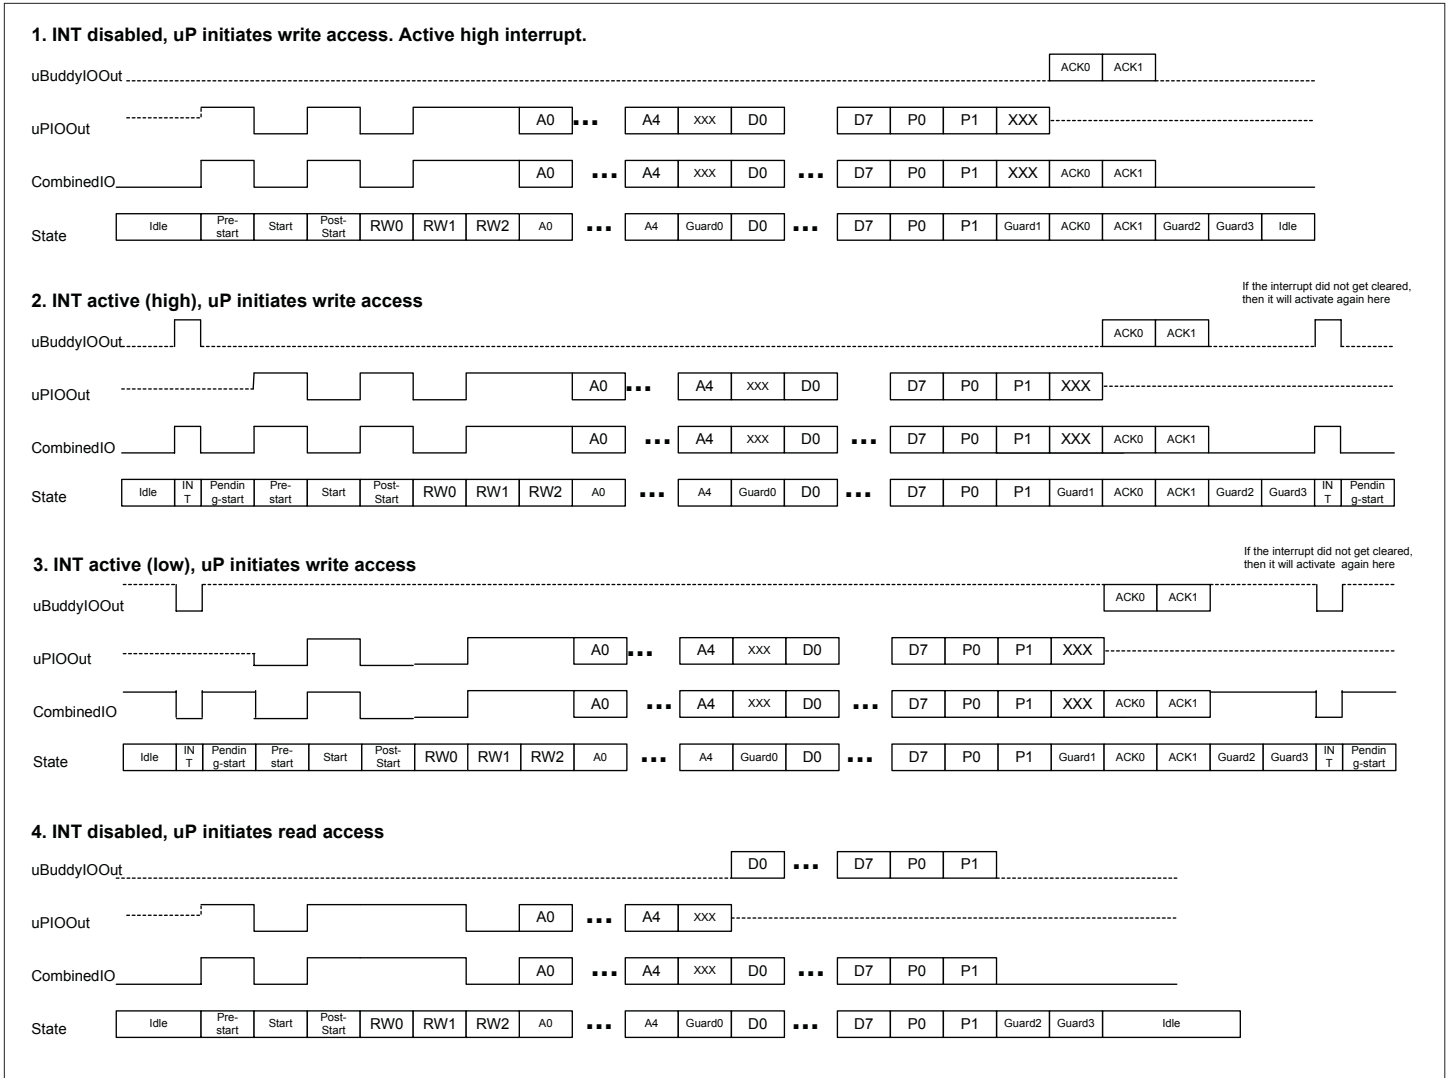 1. INT disabled, uP initiates write access. Active high interrupt.
uBuddyIOOut ACK0 ACK1
uPIOOut A0 ... A4 XXX D0 D7 P0 P1 XXX
CombinedIO A0 ... A4 XXX D0 ... D7 P0 P1 XXX ACK0 ACK1
State Idle Pre-start Start Post-Start RW0 RW1 RW2 A0 ... A4 Guard0 D0 ... D7 P0 P1 Guard1 ACK0 ACK1 Guard2 Guard3 Idle
2. INT active (high), uP initiates write access
If the interrupt did not get cleared,
then it will activate again here
uBuddyIOOut ACK0 ACK1
uPIOOut A0 ... A4 XXX D0 D7 P0 P1 XXX
CombinedIO A0 ... A4 XXX D0 ... D7 P0 P1 XXX ACK0 ACK1
State Idle INT Pending-start Pre-start Start Post-Start RW0 RW1 RW2 A0 ... A4 Guard0 D0 ... D7 P0 P1 Guard1 ACK0 ACK1 Guard2 Guard3 INT Pending-start
3. INT active (low), uP initiates write access
If the interrupt did not get cleared,
then it will activate again here
uBuddyIOOut ACK0 ACK1
uPIOOut A0 ... A4 XXX D0 D7 P0 P1 XXX
CombinedIO A0 ... A4 XXX D0 ... D7 P0 P1 XXX ACK0 ACK1
State Idle INT Pending-start Pre-start Start Post-Start RW0 RW1 RW2 A0 ... A4 Guard0 D0 ... D7 P0 P1 Guard1 ACK0 ACK1 Guard2 Guard3 INT Pending-start
4. INT disabled, uP initiates read access
uBuddyIOOut D0 ... D7 P0 P1
uPIOOut A0 ... A4 XXX
CombinedIO A0 ... A4 XXX D0 ... D7 P0 P1
State Idle Pre-start Start Post-Start RW0 RW1 RW2 A0 ... A4 Guard0 D0 ... D7 P0 P1 Guard2 Guard3 Idle